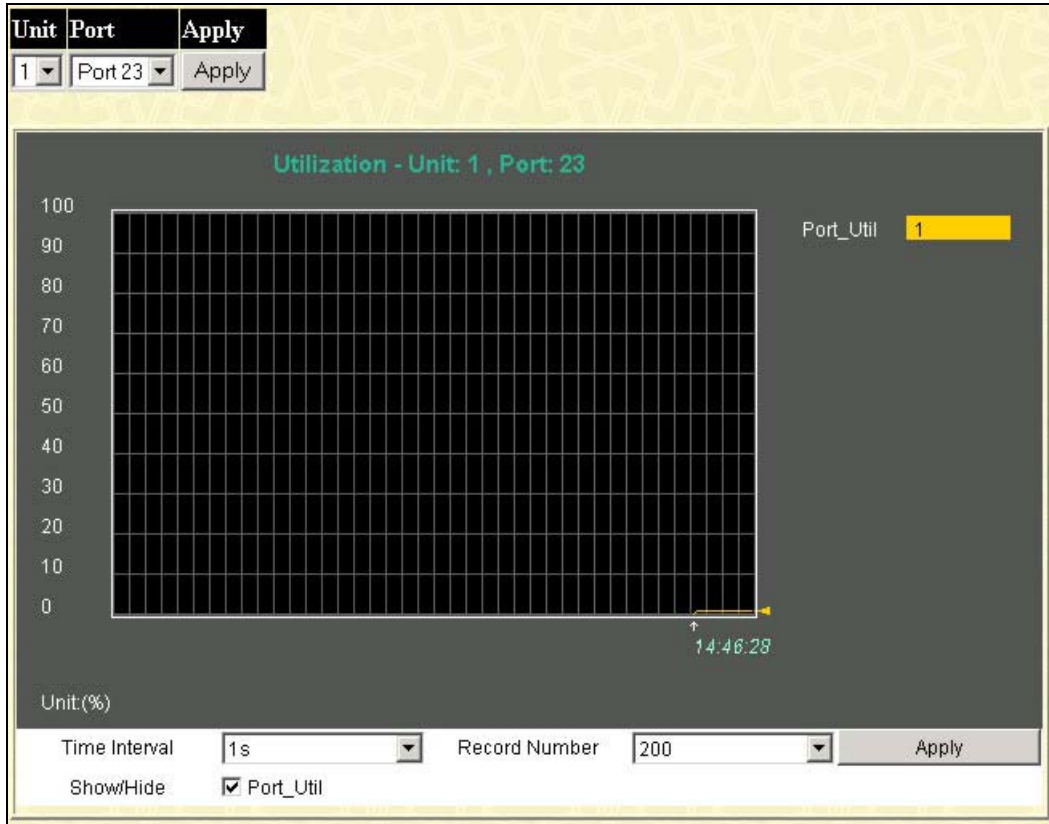 Unit Port Apply
1 Port 23 Apply
Utilization - Unit: 1 , Port: 23
100
90
80
70
60
50
40
30
20
10
0
Port_Util 1
14:46:28
Unit:(%)
Time Interval 1s Record Number 200 Apply
Show/Hide Port_Util